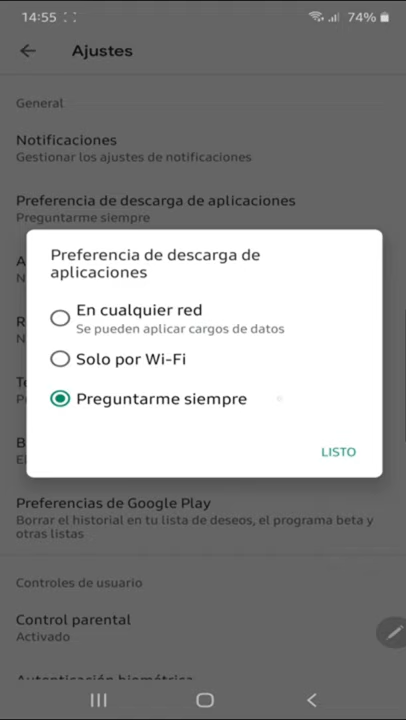 14:55
74%
Ajustes
General
Notificaciones
Gestionar los ajustes de notificaciones
Preferencia de descarga de aplicaciones
Preguntarme siempre
Preferencia de descarga de
aplicaciones
En cualquier red
Se pueden aplicar cargos de datos
Solo por Wi-Fi
Preguntarme siempre
LISTO
Preferencias de Google Play
Borrar el historial en tu lista de deseos, el programa beta y
otras listas
Controles de usuario
Control parental
Activado
Autenticación biométrica